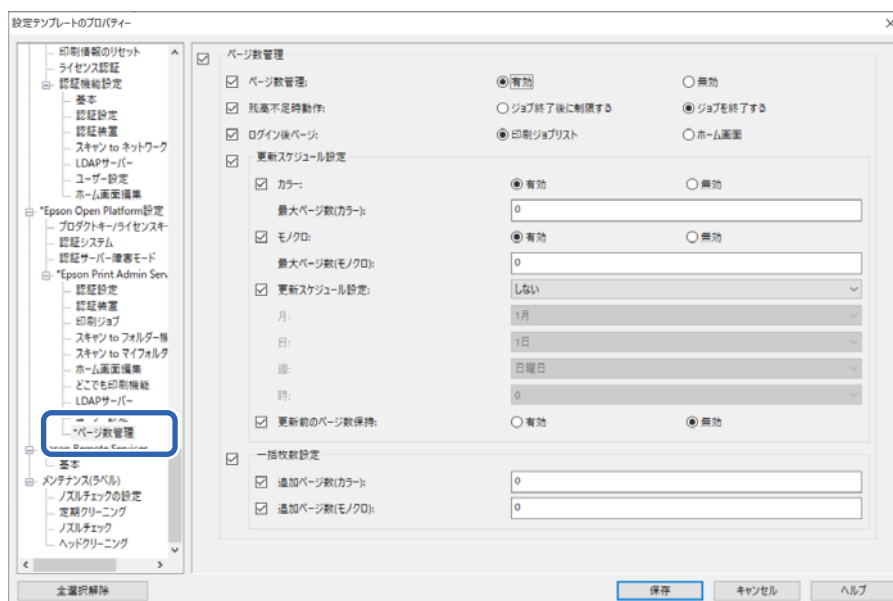 設定テンプレートのプロパティー
印刷情報のリセット
ライセンス認証
認証機能設定
基本
認証設定
認証装置
スキャン to ネットワーク
LDAPサーバー
ユーザー設定
ホーム画面編集
*Epson Open Platform設定
プロダクトキー/ライセンスキ-
認証システム
認証サーバー障害モード
*Epson Print Admin Serv
認証設定
認証装置
印刷ジョブ
スキャン to フォルダー機
スキャン to マイフォルダ
ホーム画面編集
どこでも印刷機能
LDAPサーバー
ユーザー設定
*ページ数管理
Epson Remote Services
基本
メンテナンス(ラベル)
ノズルチェックの設定
定期クリーニング
ノズルチェック
ヘッドクリーニング
ページ数管理
ページ数管理: 有効 無効
残高不足時動作: ジョブ終了後に制限する ジョブを終了する
ログイン後ページ: 印刷ジョブリスト ホーム画面
更新スケジュール設定
カラー: 有効 無効
最大ページ数(カラー): 0
モノクロ: 有効 無効
最大ページ数(モノクロ): 0
更新スケジュール設定: しない
月: 1月
日: 1日
週: 日曜日
時: 0
更新前のページ数保持: 有効 無効
一括枚数設定
追加ページ数(カラー): 0
追加ページ数(モノクロ): 0
全選択解除 保存 キャンセル ヘルプ